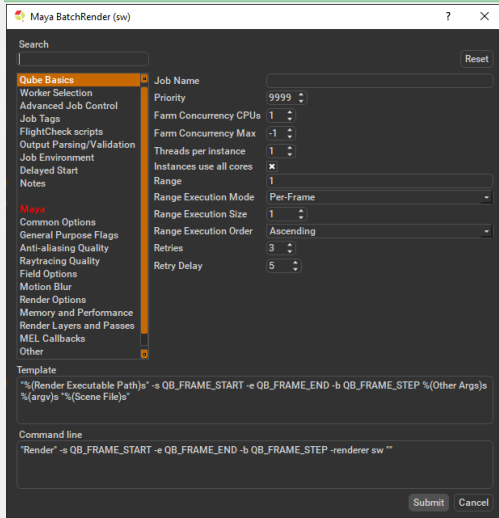 Maya BatchRender (sw)
Search
Reset
Qube Basics
Worker Selection
Advanced Job Control
Job Tags
FlightCheck scripts
Output Parsing/Validation
Job Environment
Delayed Start
Notes
Maya
Common Options
General Purpose Flags
Anti-aliasing Quality
Raytracing Quality
Field Options
Motion Blur
Render Options
Memory and Performance
Render Layers and Passes
MEL Callbacks
Other
Job Name
Priority 9999
Farm Concurrency CPUs 1
Farm Concurrency Max -1
Threads per instance 1
Instances use all cores
Range 1
Range Execution Mode Per-Frame
Range Execution Size 1
Range Execution Order Ascending
Retries 3
Retry Delay 5
Template
"%(Render Executable Path)s" -s QB_FRAME_START -e QB_FRAME_END -b QB_FRAME_STEP %(Other Args)s
%(argv)s "%(Scene File)s"
Command line
"Render" -s QB_FRAME_START -e QB_FRAME_END -b QB_FRAME_STEP -renderer sw ""
Submit Cancel